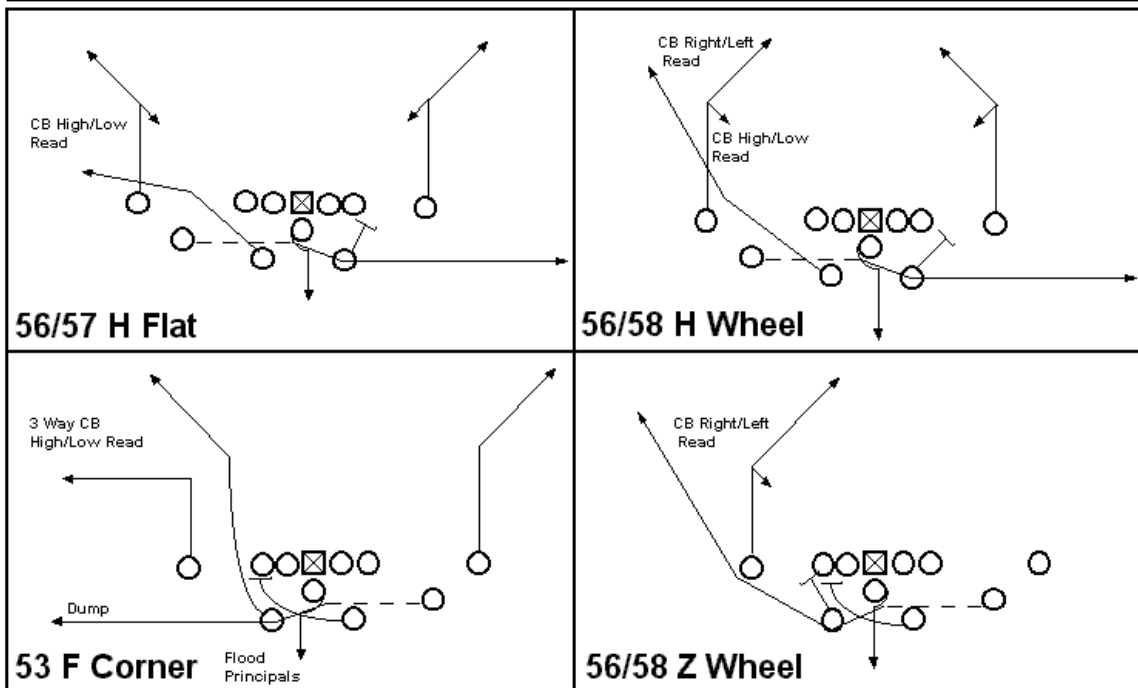 CB High/Low
Read
56/57 H Flat
CB Right/Left
Read
CB High/Low
Read
56/58 H Wheel
3 Way CB
High/Low Read
Dump
53 F Corner
Flood
Principals
CB Right/Left
Read
56/58 Z Wheel